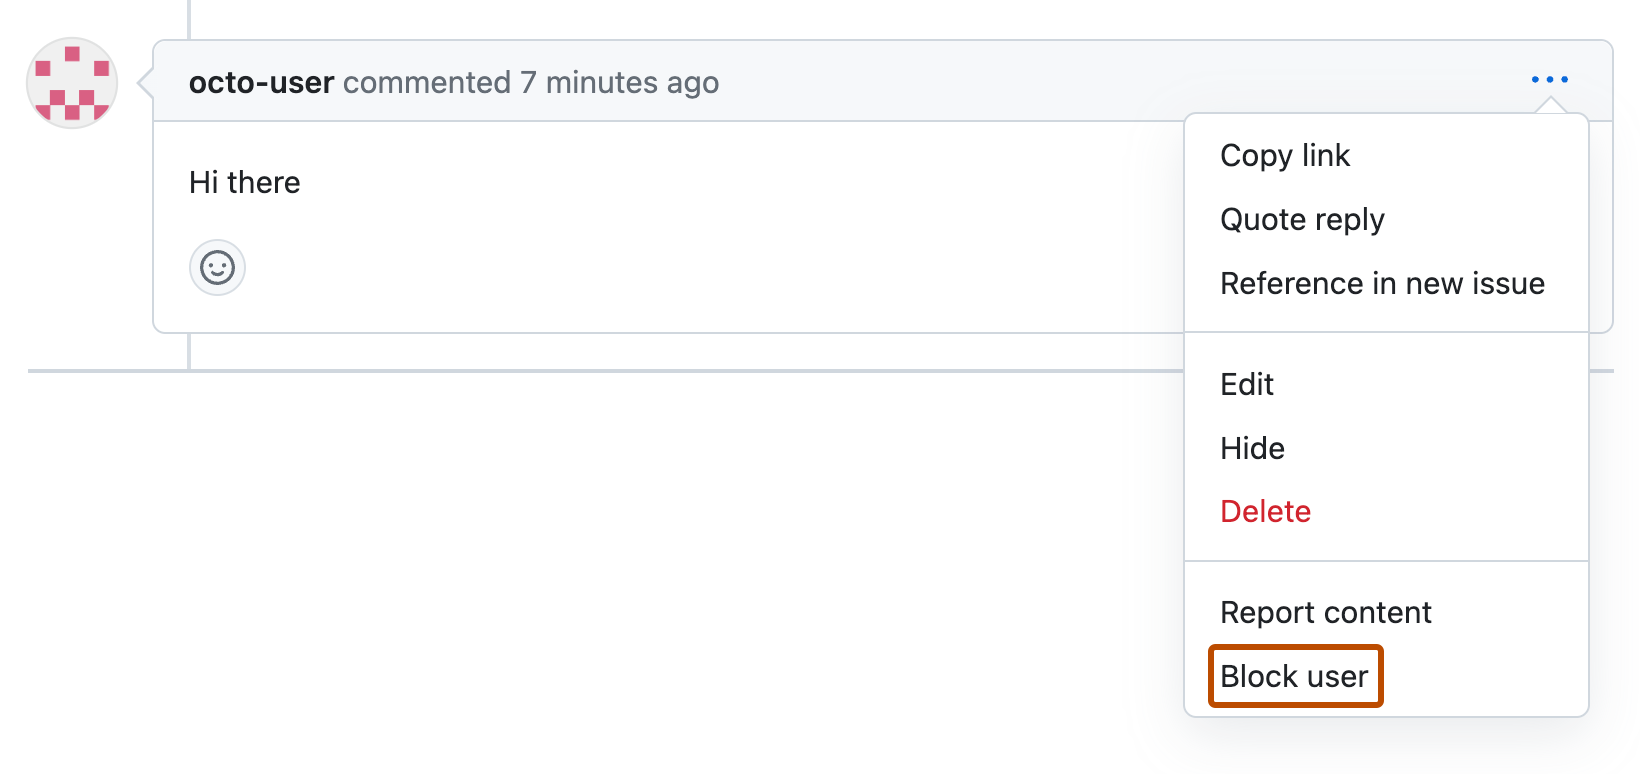 octo-user commented 7 minutes ago
Hi there
Copy link
Quote reply
Reference in new issue
Edit
Hide
Delete
Report content
Block user